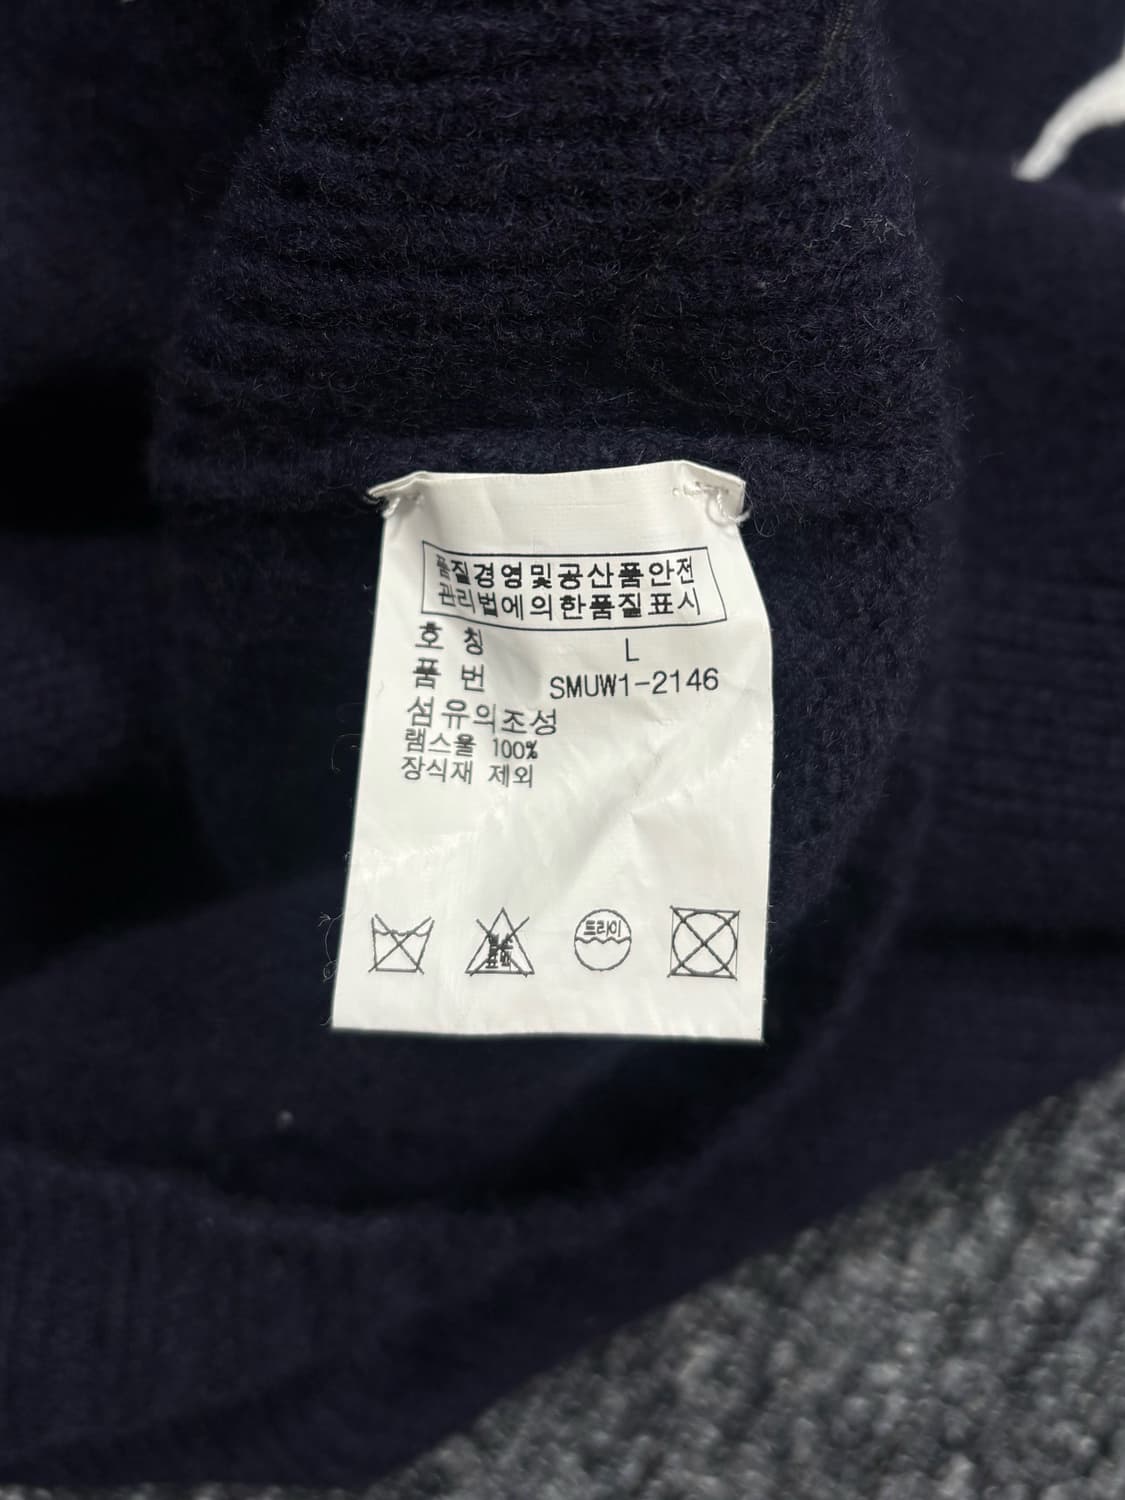 품질경영및공산품안전
관리법에의한품질표시
호 칭 L
품 번 SMUW1-2146
섬유의조성
램스울 100%
장식재 제외
드라이